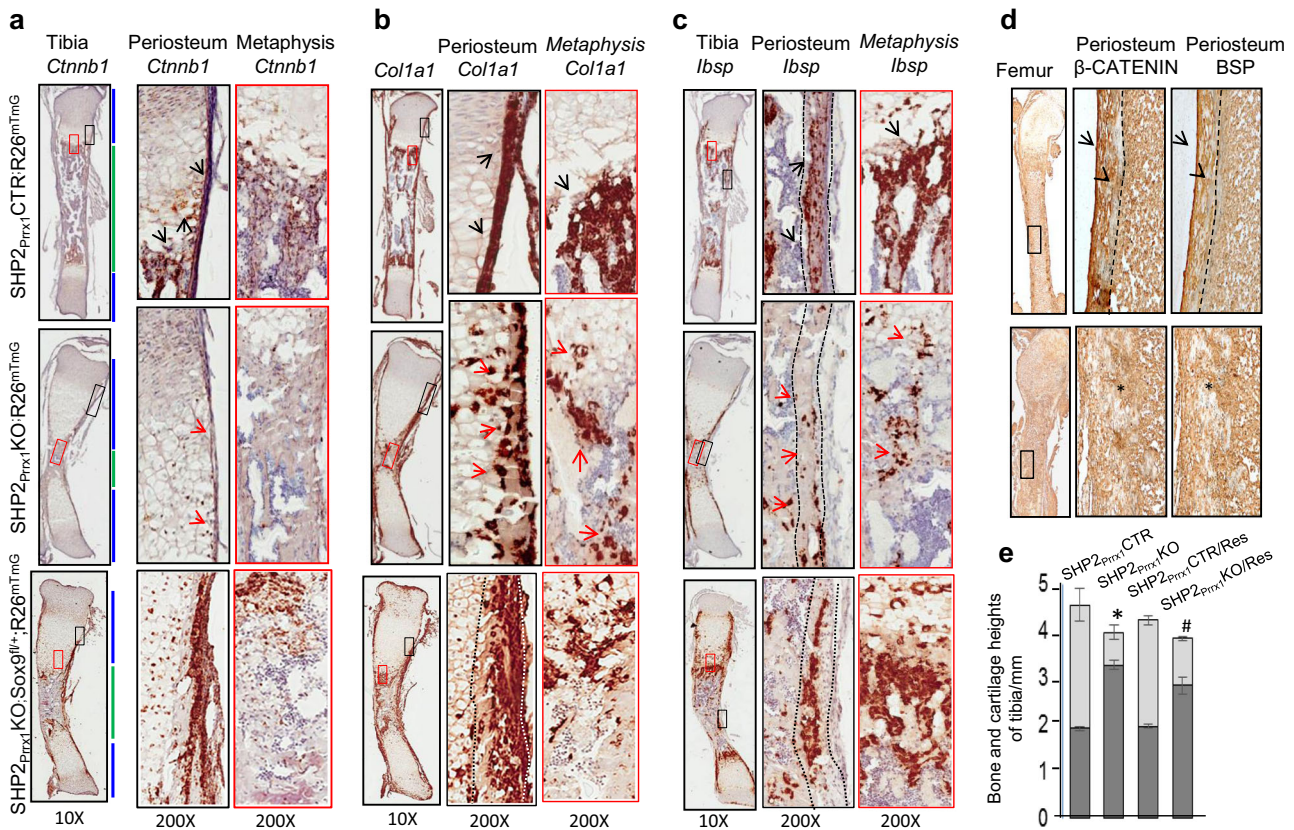 a
Tibia
Ctnnb1
Periosteum
Ctnnb1
Metaphysis
Ctnnb1
b
Col1a1
Periosteum
Col1a1
Metaphysis
Col1a1
c
Tibia
Ibsp
Periosteum
Ibsp
Metaphysis
Ibsp
d
Femur
Periosteum
β-CATENIN
Periosteum
BSP
SHP2Prrx1CTR:R26mTmG
SHP2Prrx1KO:R26mTmG
SHP2Prrx1KO:Sox9fl/+;R26mTmG
*
*
10X
200X
200X
10X
200X
200X
10X
200X
200X
e
SHP2Prrx1CTR
SHP2Prrx1KO
SHP2Prrx1CTR/Res
SHP2Prrx1KO/Res
Bone and cartilage heights
of tibia/mm
5
4
3
2
1
0
*
#